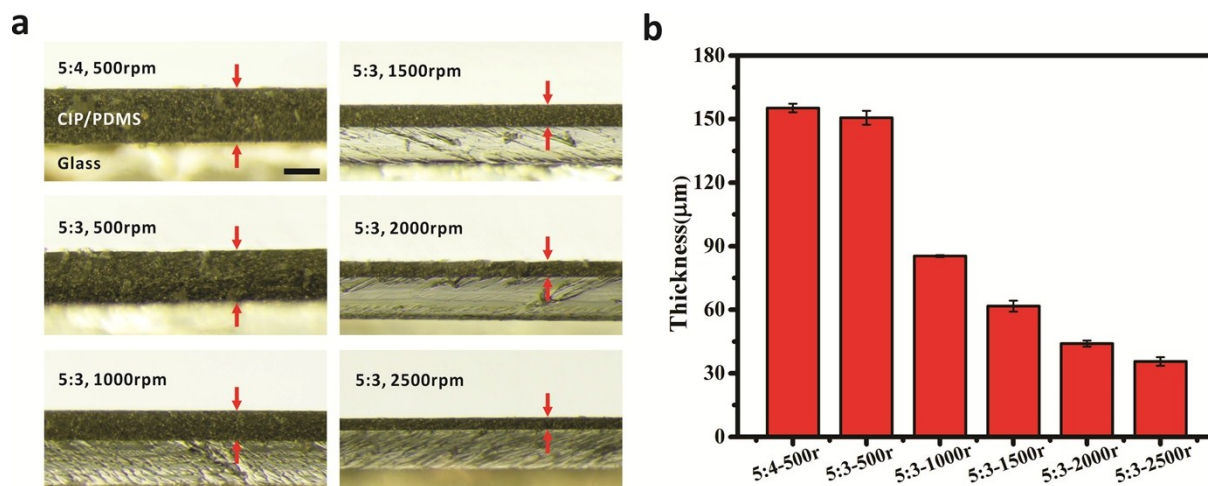 a
5:4, 500rpm
CIP/PDMS
Glass
5:3, 1500rpm
5:3, 500rpm
5:3, 2000rpm
5:3, 1000rpm
5:3, 2500rpm
b
Thickness(μm)
180
150
120
90
60
30
0
5:4-500r
5:3-500r
5:3-1000r
5:3-1500r
5:3-2000r
5:3-2500r